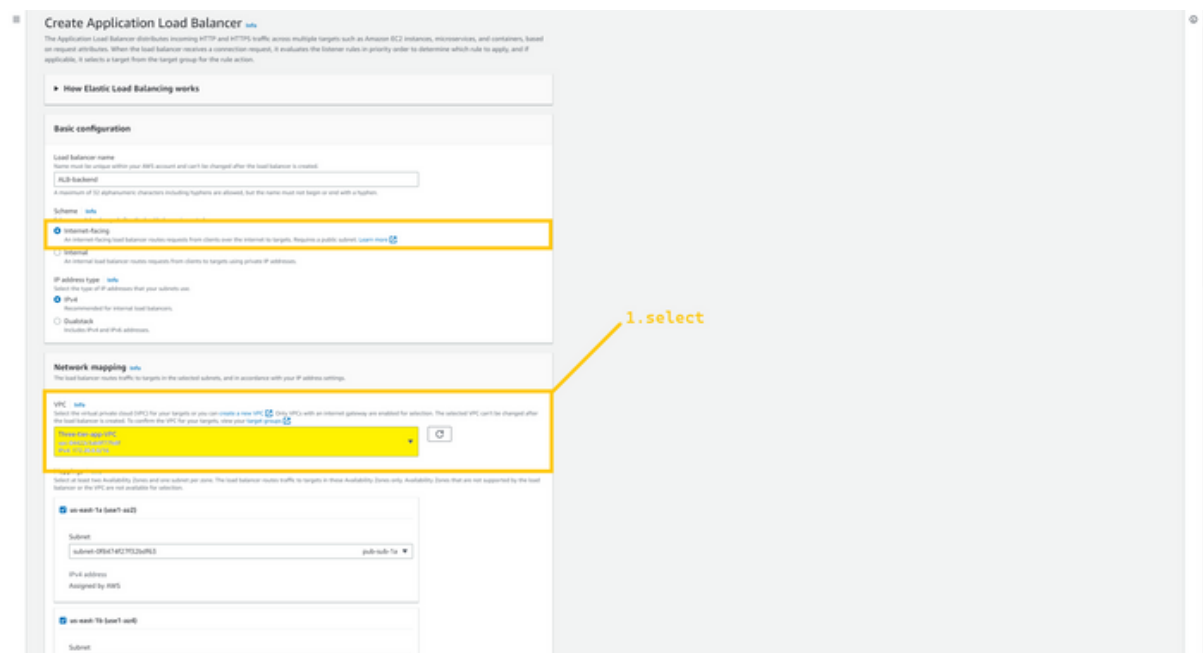 Create Application Load Balancer Info
The Application Load Balancer distributes incoming HTTP and HTTPS traffic across multiple targets such as Amazon EC2 instances, microservices, and containers, based
on request attributes. When the load balancer receives a connection request, it evaluates the listener rules in priority order to determine which rule to apply, and if
applicable, it selects a target from the target group for the rule action.
How Elastic Load Balancing works
Basic configuration
Load balancer name
Name must be unique within your AWS account and can't be changed after the load balancer is created.
ALB-backend
A maximum of 32 alphanumeric characters including hyphens are allowed, but the name must not begin or end with a hyphen.
Scheme Info
Internet-facing
An internet-facing load balancer routes requests from clients over the internet to targets. Requires a public subnet. Learn more
Internal
An internal load balancer routes requests from clients to targets using private IP addresses.
IP address type Info
Select the type of IP addresses that your subnets use.
IPv4
Recommended for internal load balancers.
Dualstack
Includes IPv4 and IPv6 addresses.
1.select
Network mapping Info
The load balancer routes traffic to targets in the selected subnets, and in accordance with your IP address settings.
VPC Info
Select the virtual private cloud (VPC) for your targets or you can create a new VPC. Only VPCs with an internet gateway are enabled for selection. The selected VPC can't be changed after
the load balancer is created. To confirm the VPC for your targets, view your target groups
Three-tier-app-VPC
Select at least two Availability Zones and one subnet per zone. The load balancer routes traffic to targets in these Availability Zones only. Availability Zones that are not supported by the load
balancer or the VPC are not available for selection.
us-east-1a (use1-az2)
Subnet
pub-sub-1a
IPv4 address
Assigned by AWS
us-east-1b (use1-az4)
Subnet